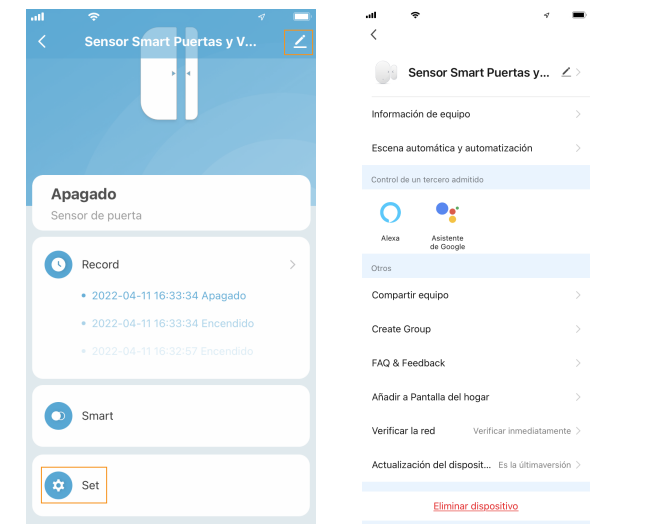 Sensor Smart Puertas y V...
Apagado
Sensor de puerta
Record
2022-04-11 16:33:34 Apagado
2022-04-11 16:33:34 Encendido
2022-04-11 16:32:57 Encendido
Smart
Set
Sensor Smart Puertas y...
Información de equipo
Escena automática y automatización
Control de un tercero admitido
Alexa
Asistente
de Google
Otros
Compartir equipo
Create Group
FAQ & Feedback
Añadir a Pantalla del hogar
Verificar la red Verificar inmediatamente
Actualización del disposit... Es la últimaversión
Eliminar dispositivo